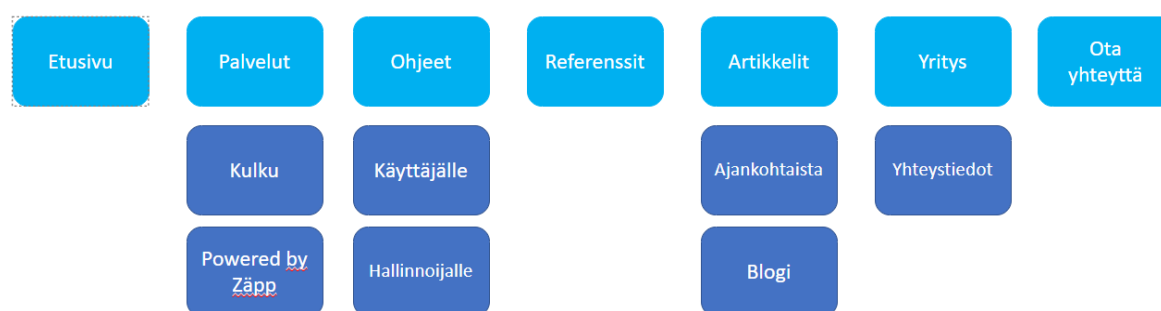 Etusivu
Palvelut
Ohjeet
Referenssit
Artikkelit
Yritys
Ota
yhteyttä
Kulku
Käyttäjälle
Ajankohtaista
Yhteystiedot
Powered by
Zäpp
Hallinnoijalle
Blogi